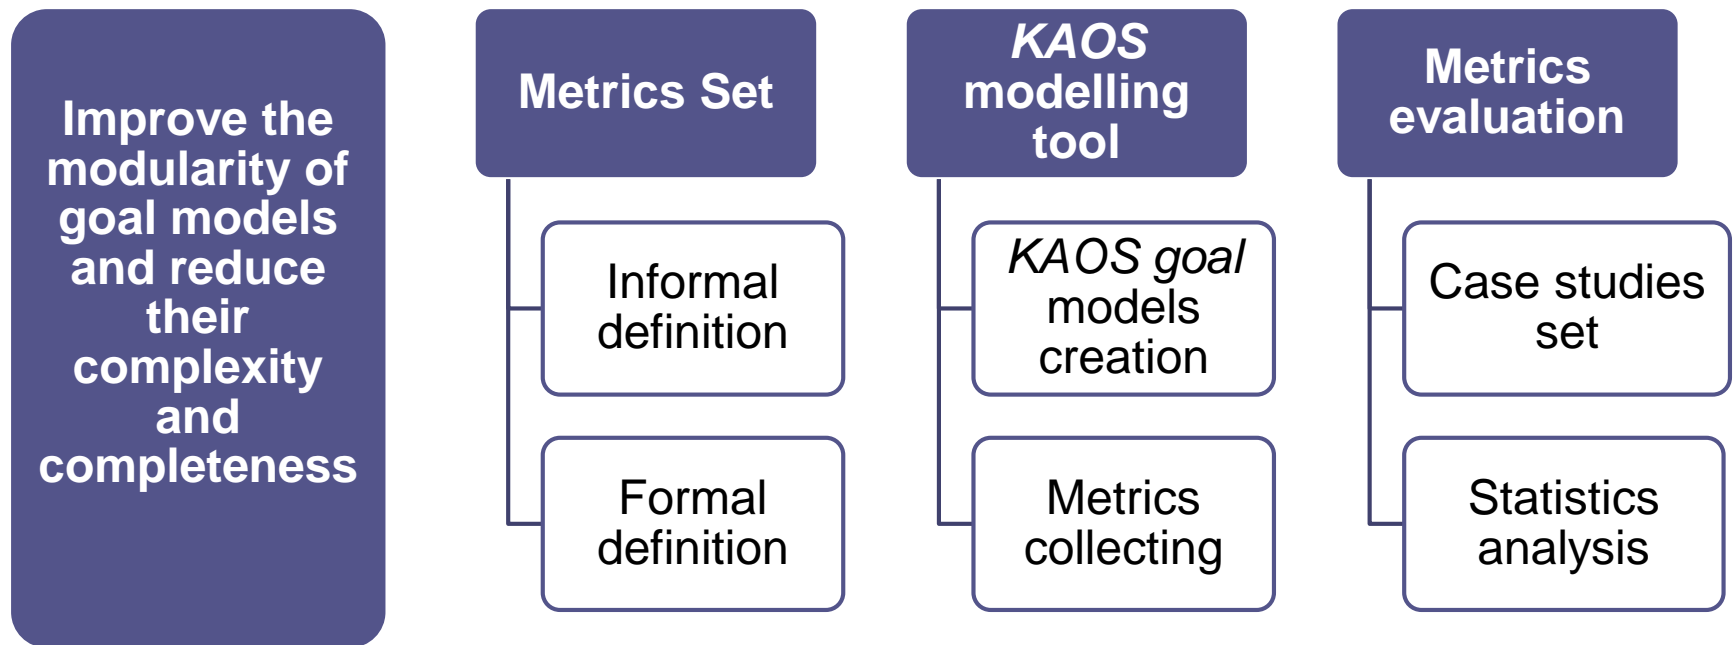 Improve the
modularity of
goal models
and reduce
their
complexity
and
completeness
Metrics Set
Informal
definition
Formal
definition
KAOS
modelling
tool
KAOS goal
models
creation
Metrics
collecting
Metrics
evaluation
Case studies
set
Statistics
analysis